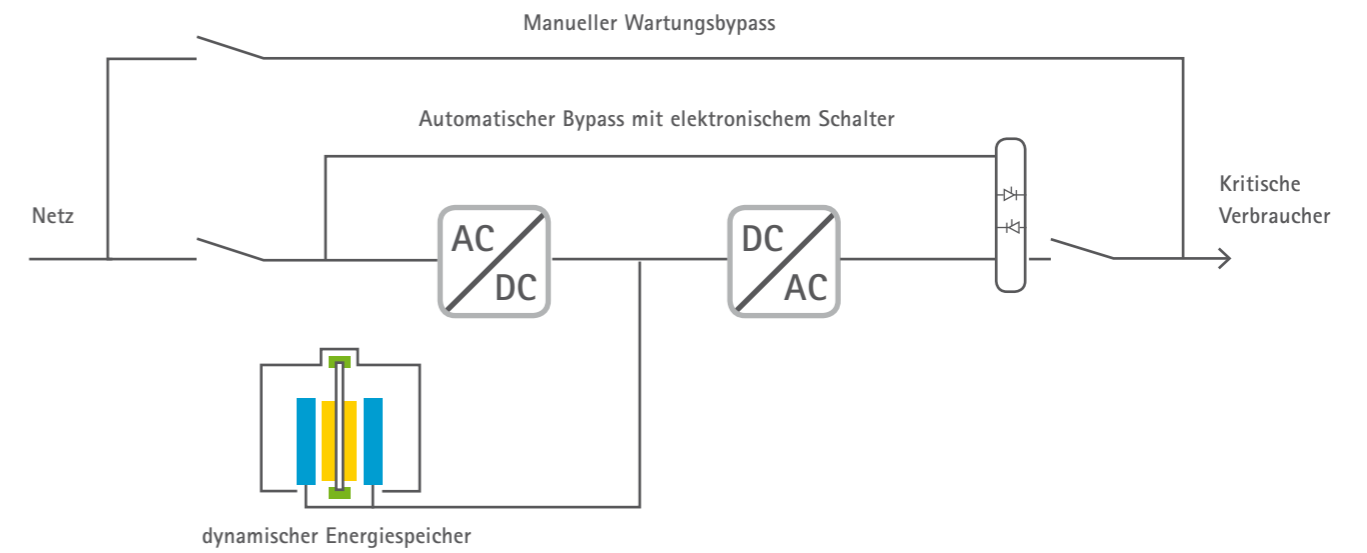 Manueller Wartungsbypass
Automatischer Bypass mit elektronischem Schalter
Netz
Kritische
Verbraucher
AC
DC
DC
AC
dynamischer Energiespeicher